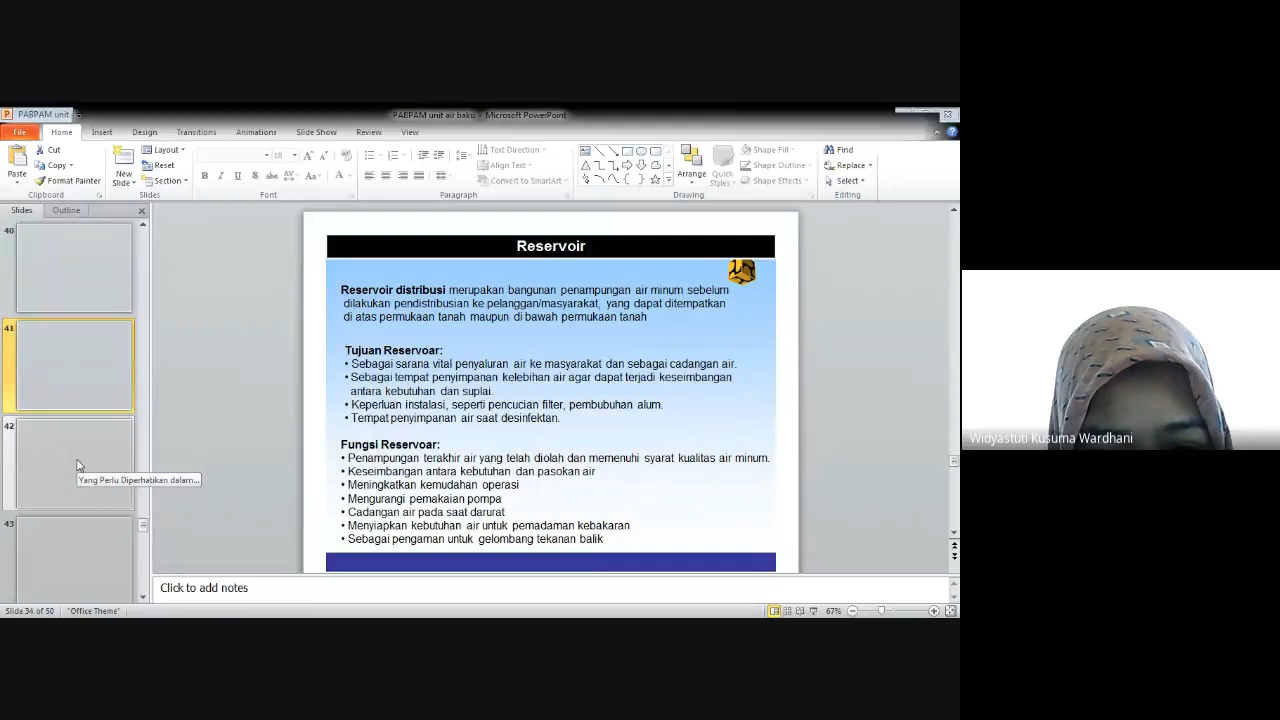 PABPAM unit
PABPAM unit air baku - Microsoft PowerPoint
File Home Insert Design Transitions Animations Slide Show Review View
Paste
Cut
Copy
Format Painter
Clipboard
New Slide
Layout
Reset
Section
Slides
18
Font
Paragraph
Text Direction
Align Text
Convert to SmartArt
Arrange
Quick Styles
Shape Fill
Shape Outline
Shape Effects
Drawing
Find
Replace
Select
Editing
Slides Outline
40
41
42
43
Yang Perlu Diperhatikan dalam...
Reservoir
Reservoir distribusi merupakan bangunan penampungan air minum sebelum
dilakukan pendistribusian ke pelanggan/masyarakat, yang dapat ditempatkan
di atas permukaan tanah maupun di bawah permukaan tanah
Tujuan Reservoar:
• Sebagai sarana vital penyaluran air ke masyarakat dan sebagai cadangan air.
• Sebagai tempat penyimpanan kelebihan air agar dapat terjadi keseimbangan
antara kebutuhan dan suplai.
• Keperluan instalasi, seperti pencucian filter, pembubuhan alum.
• Tempat penyimpanan air saat desinfektan.
Fungsi Reservoar:
• Penampungan terakhir air yang telah diolah dan memenuhi syarat kualitas air minum.
• Keseimbangan antara kebutuhan dan pasokan air
• Meningkatkan kemudahan operasi
• Mengurangi pemakaian pompa
• Cadangan air pada saat darurat
• Menyiapkan kebutuhan air untuk pemadaman kebakaran
• Sebagai pengaman untuk gelombang tekanan balik
Click to add notes
Slide 34 of 50 "Office Theme" 67%
Widyastuti Kusuma Wardhani